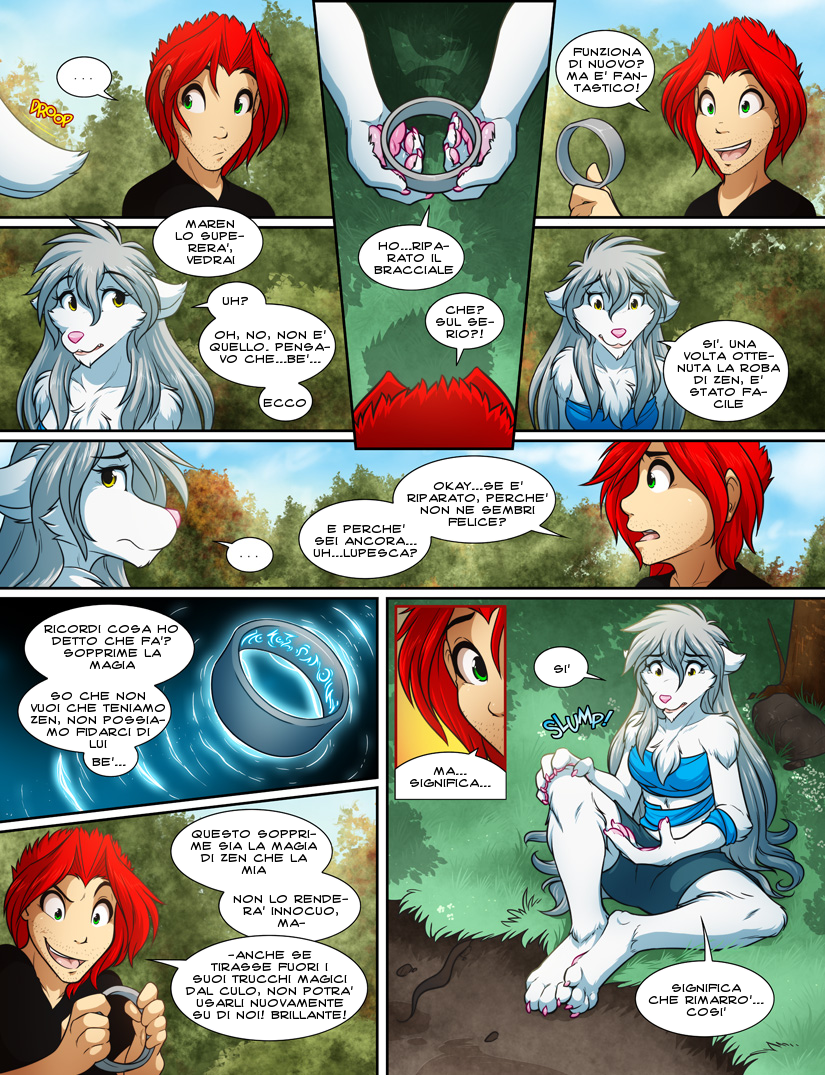 DROOP
. . .
MAREN
LO SUPE-
RERA',
VEDRAI
UH?
OH, NO, NON E'
QUELLO. PENSA-
VO CHE...BE'...
ECCO
HO...RIPA-
RATO IL
BRACCIALE
CHE?
SUL SE-
RIO?!
FUNZIONA
DI NUOVO?
MA E' FAN-
TASTICO!
SI'. UNA
VOLTA OTTE-
NUTA LA ROBA
DI ZEN, E'
STATO FA-
CILE
OKAY...SE E'
RIPARATO, PERCHE'
NON NE SEMBRI
FELICE?
E PERCHE'
SEI ANCORA...
UH...LUPESCA?
. . .
RICORDI COSA HO
DETTO CHE FA'?
SOPPRIME LA
MAGIA
SO CHE NON
VUOI CHE TENIAMO
ZEN, NON POSSIA-
MO FIDARCI DI
LUI
BE'...
QUESTO SOPPRI-
ME SIA LA MAGIA
DI ZEN CHE LA
MIA
NON LO RENDE-
RA' INNOCUO,
MA-
-ANCHE SE
TIRASSE FUORI I
SUOI TRUCCHI MAGICI
DAL CULO, NON POTRA'
USARLI NUOVAMENTE
SU DI NOI! BRILLANTE!
SI'
SLUMP!
MA...
SIGNIFICA...
SIGNIFICA
CHE RIMARRO'...
COSI'